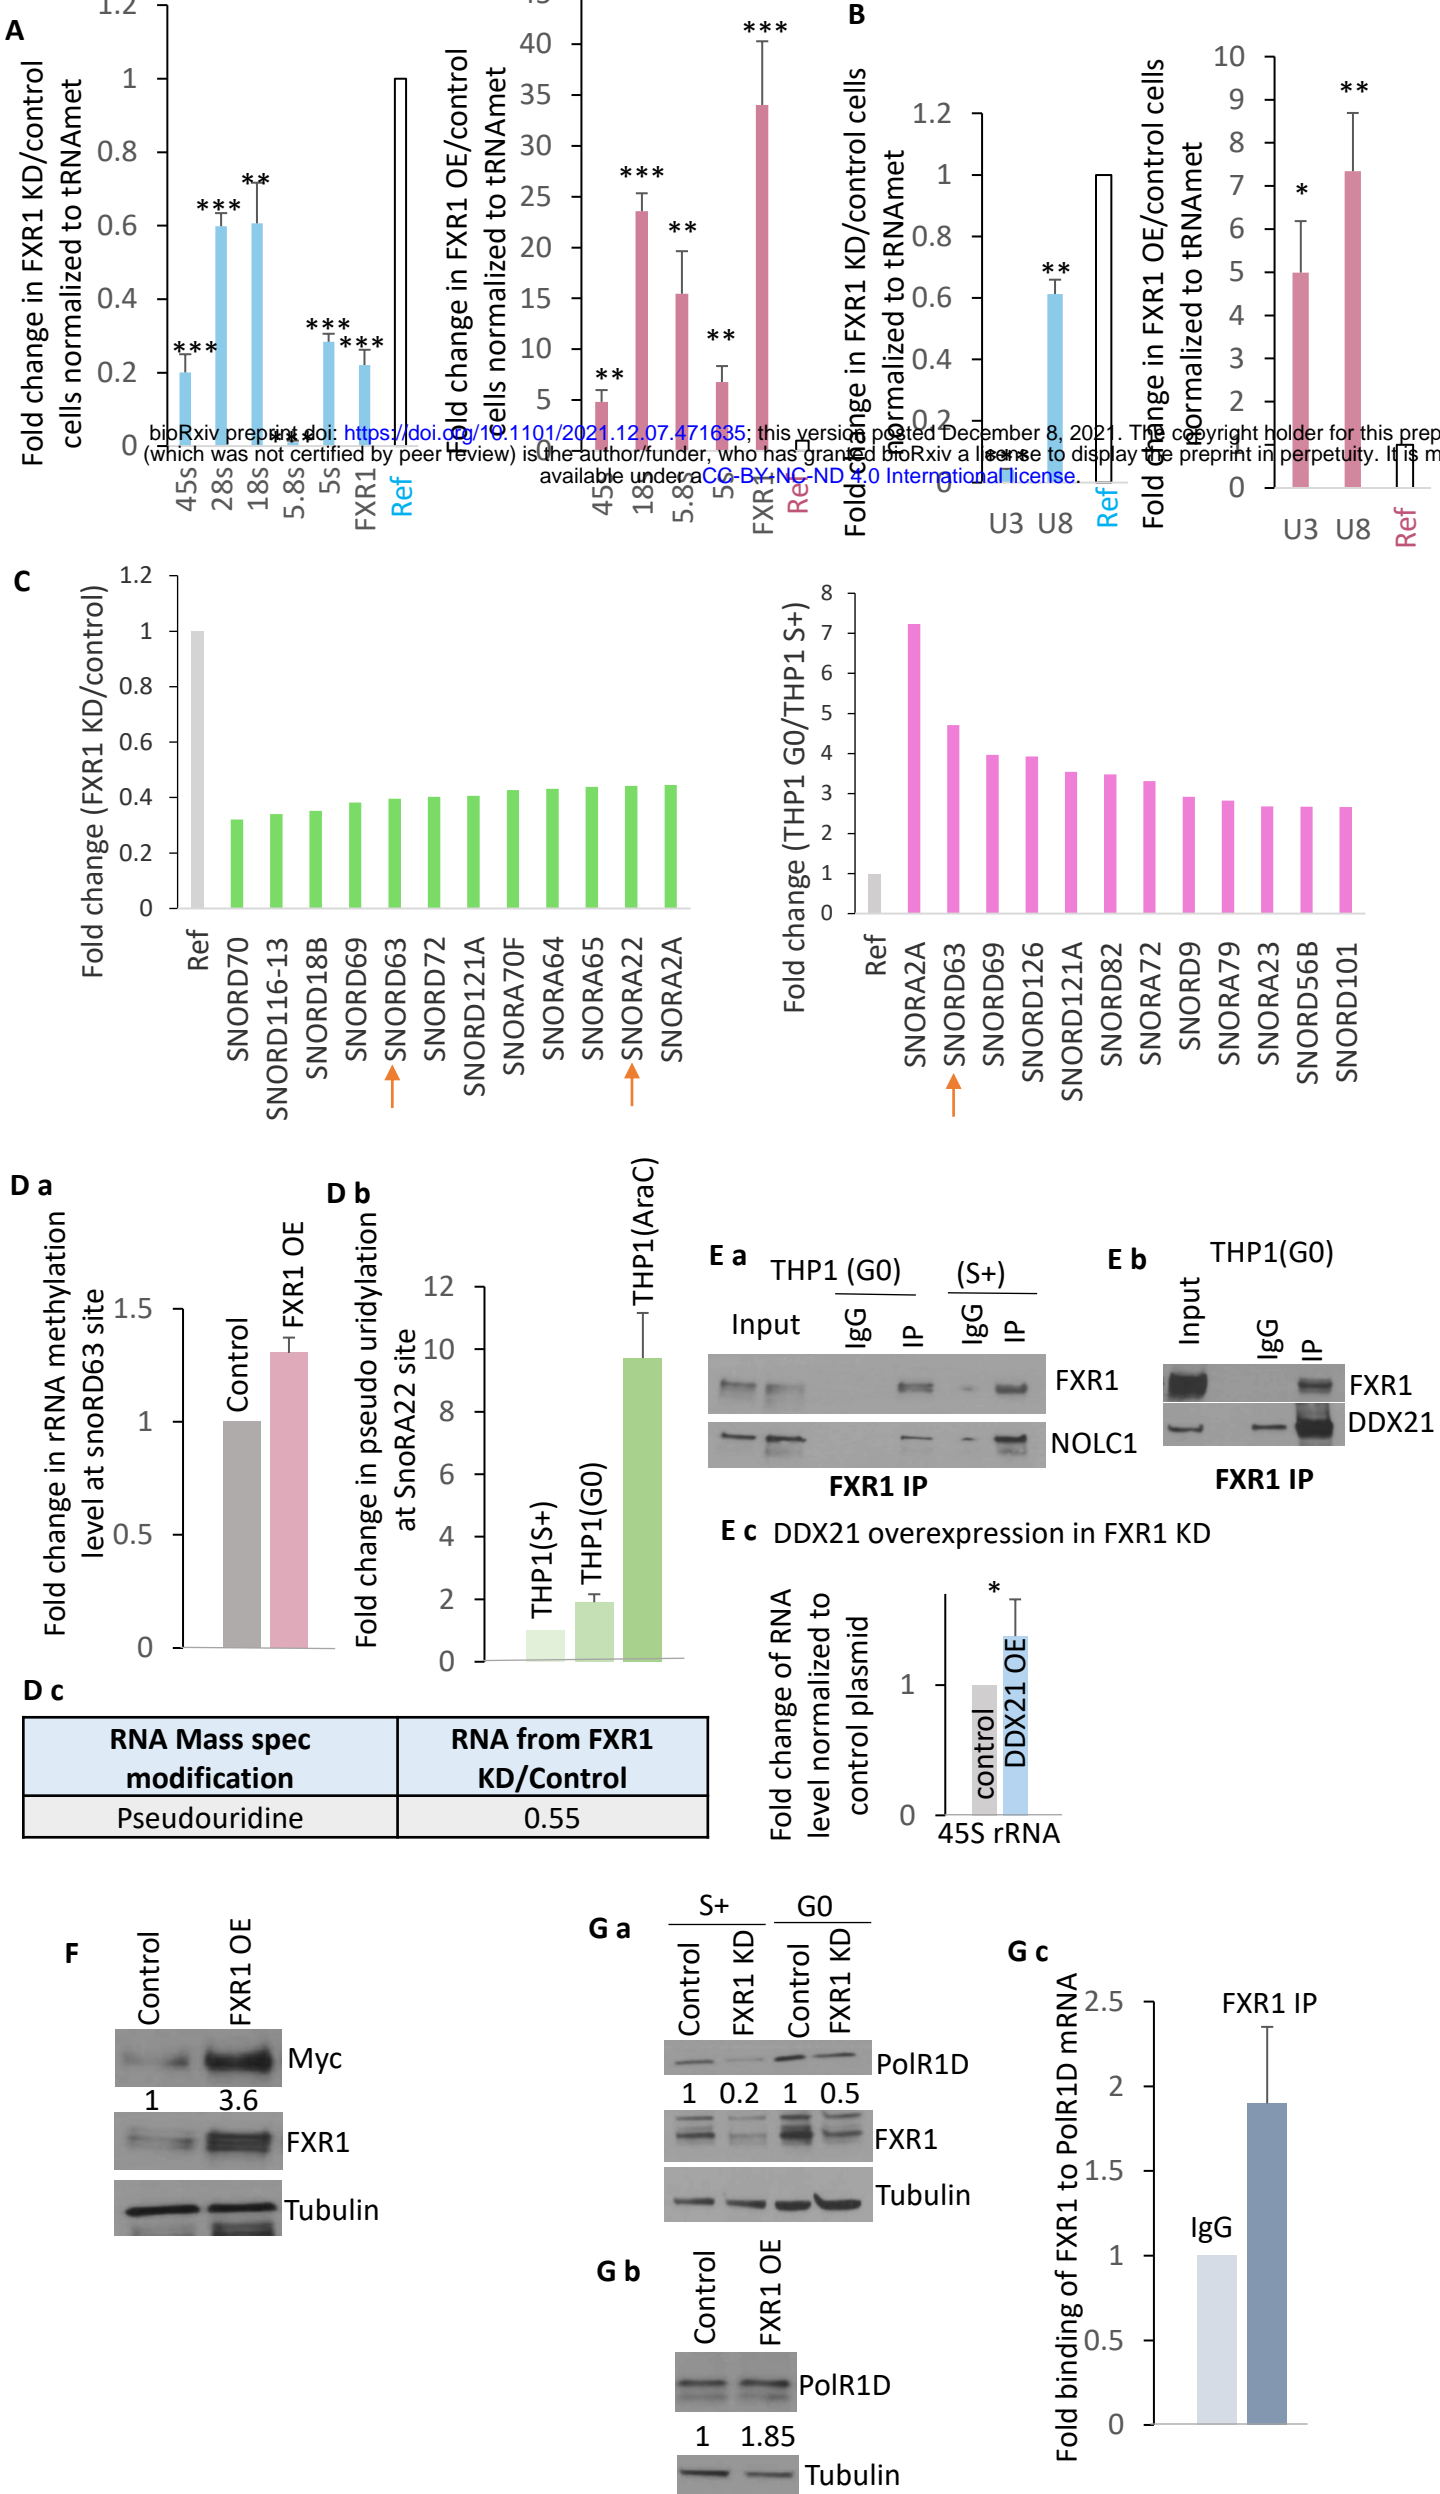 A
Fold change in FXR1 KD/control
cells normalized to tRNAmet
1.2
1
0.8
0.6
0.4
0.2
0
***
***
**
***
***
***
45s
28s
18s
5.8s
5s
FXR1
Ref
Fold change in FXR1 OE/control
cells normalized to tRNAmet
45
40
35
30
25
20
15
10
5
0
**
***
**
**
***
45s
18s
5.8s
5s
FXR1
Ref
B
Fold change in FXR1 KD/control cells
normalized to tRNAmet
1.2
1
0.8
0.6
0.4
0.2
0
***
**
U3
U8
Ref
Fold change in FXR1 OE/control cells
normalized to tRNAmet
10
9
8
7
6
5
4
3
2
1
0
*
**
U3
U8
Ref
bioRxiv preprint doi: https://doi.org/10.1101/2021.12.07.471635; this version posted December 8, 2021. The copyright holder for this prep
(which was not certified by peer review) is the author/funder, who has granted bioRxiv a license to display the preprint in perpetuity. It is m
available under aCC-BY-NC-ND 4.0 International license.
C
Fold change (FXR1 KD/control)
1.2
1
0.8
0.6
0.4
0.2
0
Ref
SNORD70
SNORD116-13
SNORD18B
SNORD69
SNORD63
SNORD72
SNORD121A
SNORA70F
SNORA64
SNORA65
SNORA22
SNORA2A
Fold change (THP1 G0/THP1 S+)
8
7
6
5
4
3
2
1
0
Ref
SNORA2A
SNORD63
SNORD69
SNORD126
SNORD121A
SNORD82
SNORA72
SNORD9
SNORA79
SNORA23
SNORD56B
SNORD101
D a
Fold change in rRNA methylation
level at snoRD63 site
1.5
1
0.5
0
Control
FXR1 OE
D b
Fold change in pseudo uridylation
at SnoRA22 site
12
10
8
6
4
2
0
THP1(S+)
THP1(G0)
THP1(AraC)
D c
RNA Mass spec
modification
RNA from FXR1
KD/Control
Pseudouridine
0.55
E a
THP1 (G0)
(S+)
Input
IgG
IP
IgG
IP
FXR1
NOLC1
FXR1 IP
E b
THP1(G0)
Input
IgG
IP
FXR1
DDX21
FXR1 IP
E c
DDX21 overexpression in FXR1 KD
Fold change of RNA
level normalized to
control plasmid
1
0
*
control
DDX21 OE
45S rRNA
F
Control
FXR1 OE
Myc
1
3.6
FXR1
Tubulin
G a
S+
G0
Control
FXR1 KD
Control
FXR1 KD
PolR1D
1
0.2
1
0.5
FXR1
Tubulin
G b
Control
FXR1 OE
PolR1D
1
1.85
Tubulin
G c
Fold binding of FXR1 to PolR1D mRNA
2.5
2
1.5
1
0.5
0
IgG
FXR1 IP